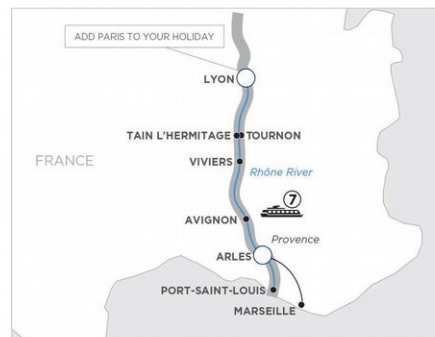 ADD PARIS TO YOUR HOLIDAY
LYON
TAIN L'HERMITAGE TOURNON
FRANCE
VIVIERS
Rhône River
7
AVIGNON
Provence
ARLES
PORT-SAINT-LOUIS
MARSEILLE